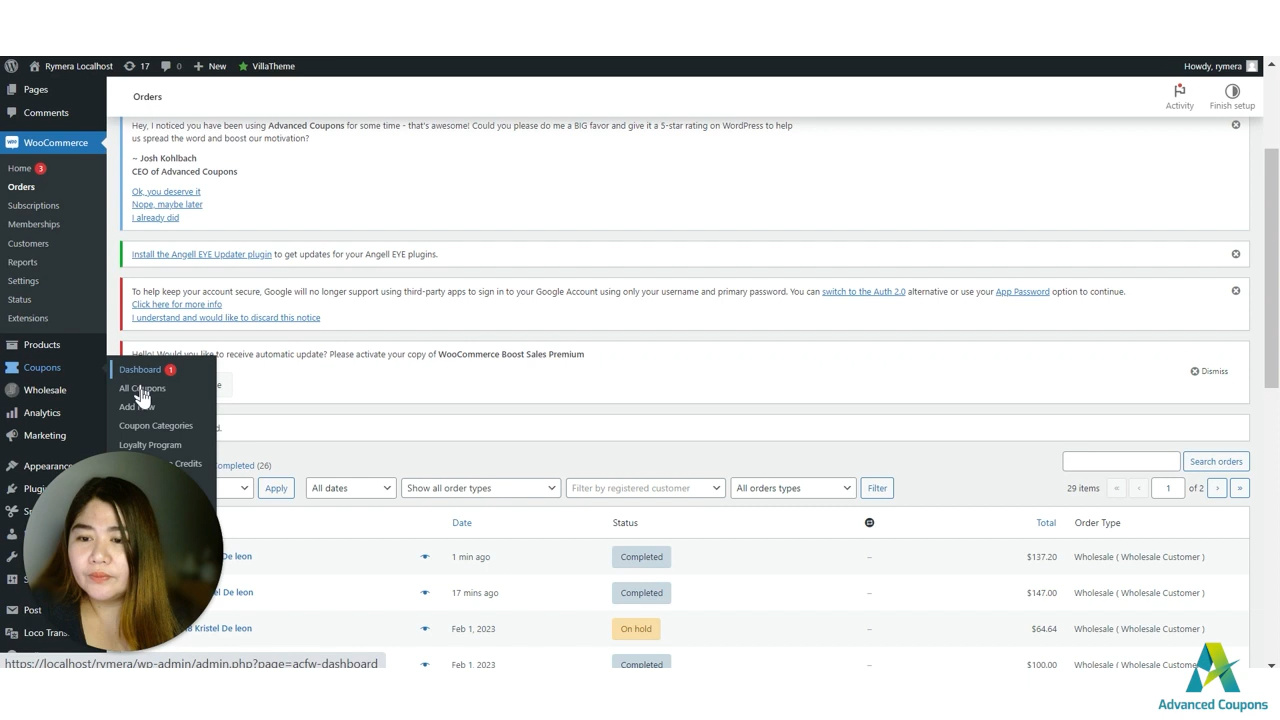 Rymera Localhost
17
0
New
VillaTheme
Howdy, rymera
Pages
Comments
WooCommerce
Home 3
Orders
Subscriptions
Memberships
Customers
Reports
Settings
Status
Extensions
Products
Coupons
Wholesale
Analytics
Marketing
Appearance
Post
Loco
Orders
Activity
Finish setup
Hey, I noticed you have been using Advanced Coupons for some time - that's awesome! Could you please do me a BIG favor and give it a 5-star rating on WordPress to help
us spread the word and boost our motivation?
~ Josh Kohlbach
CEO of Advanced Coupons
Ok, you deserve it
Nope, maybe later
I already did
Install the Angell EYE Updater plugin to get updates for your Angell EYE plugins.
To help keep your account secure, Google will no longer support using third-party apps to sign in to your Google Account using only your username and primary password. You can switch to the Auth 2.0 alternative or use your App Password option to continue.
Click here for more info
I understand and would like to discard this notice
Hello! Would you like to receive automatic update? Please activate your copy of WooCommerce Boost Sales Premium
Dismiss
Dashboard 1
All Coupons
Add New
Coupon Categories
Loyalty Program
Credits
Completed (26)
Search orders
Apply
All dates
Show all order types
Filter by registered customer
All orders types
Filter
29 items
«
‹
1
of 2
›
»
Date
Status
Total
Order Type
De leon
1 min ago
Completed
–
$137.20
Wholesale ( Wholesale Customer )
De leon
17 mins ago
Completed
–
$147.00
Wholesale ( Wholesale Customer )
Kristel De leon
Feb 1, 2023
On hold
–
$64.64
Wholesale ( Wholesale Customer )
Feb 1, 2023
Completed
–
$100.00
Wholesale ( Wholesale Customer )
https://localhost/rymera/wp-admin/admin.php?page=acfw-dashboard
Advanced Coupons